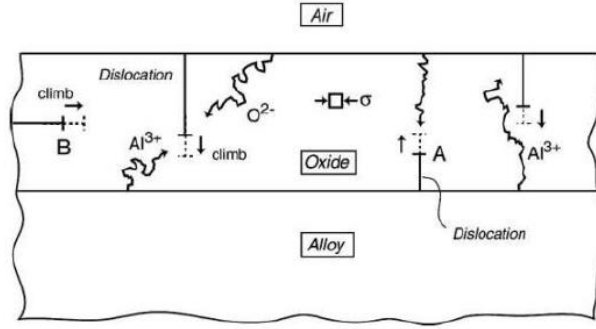 Air
Dislocation
climb
O²⁻
σ
B
Al³⁺
climb
A
Al³⁺
Oxide
Dislocation
Alloy